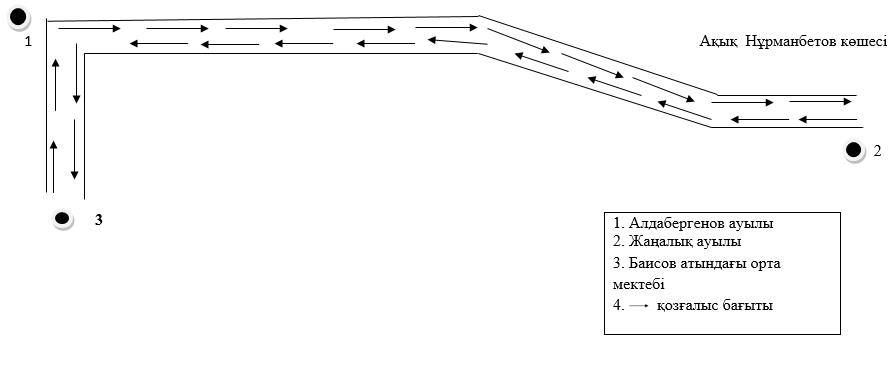 1
Ақық Нұрманбетов көшесі
2
3
1. Алдабергенов ауылы
2. Жаңалық ауылы
3. Баисов атындағы орта
мектебі
4. → қозғалыс бағыты